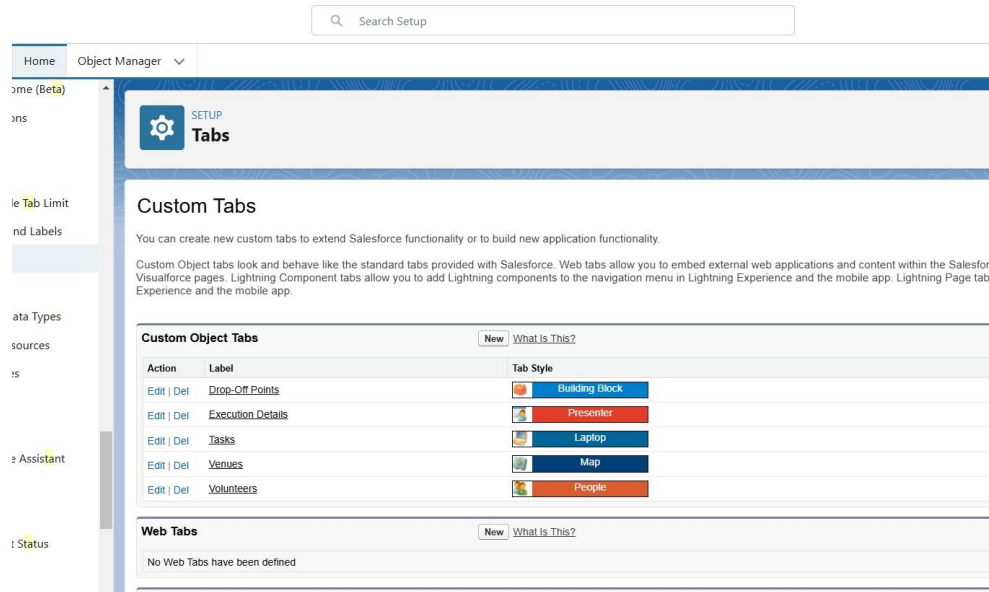 Search Setup
Home
Object Manager
ome (Beta)
ons
le Tab Limit
nd Labels
ata Types
sources
es
e Assistant
t Status
SETUP
Tabs
Custom Tabs
You can create new custom tabs to extend Salesforce functionality or to build new application functionality.
Custom Object tabs look and behave like the standard tabs provided with Salesforce. Web tabs allow you to embed external web applications and content within the Salesfor
Visualforce pages. Lightning Component tabs allow you to add Lightning components to the navigation menu in Lightning Experience and the mobile app. Lightning Page tab
Experience and the mobile app.
Custom Object Tabs New What Is This?
Action Label Tab Style
Edit | Del Drop-Off Points Building Block
Edit | Del Execution Details Presenter
Edit | Del Tasks Laptop
Edit | Del Venues Map
Edit | Del Volunteers People
Web Tabs New What Is This?
No Web Tabs have been defined